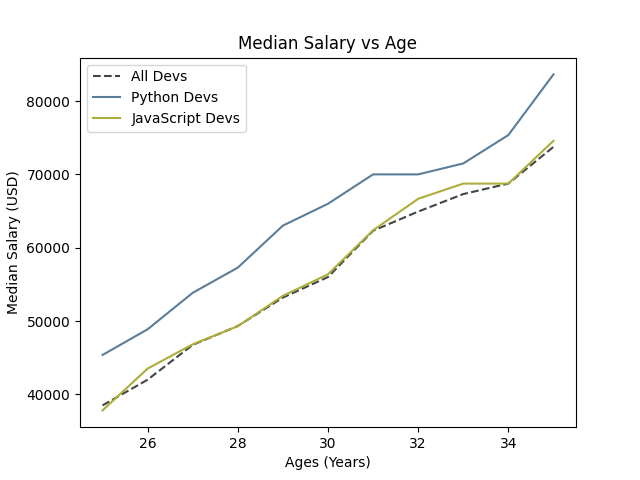 Median Salary vs Age
All Devs
Python Devs
JavaScript Devs
80000
70000
60000
50000
40000
Median Salary (USD)
26 28 30 32 34
Ages (Years)